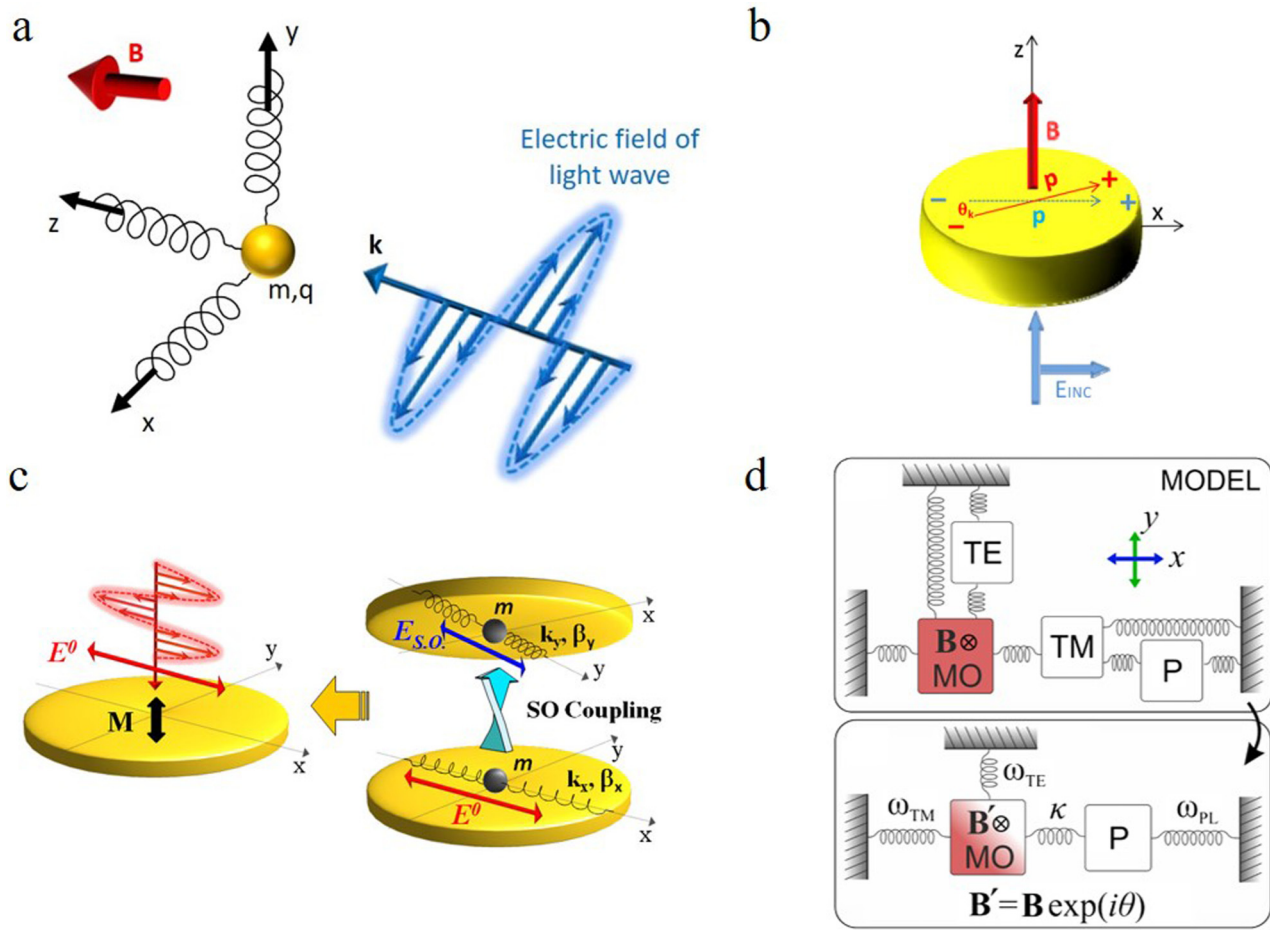 a
B
y
z
m,q
x
k
Electric field of
light wave
b
z
B
p
θk
p
x
EINC
c
E⁰
M
y
x
m
ES.O.
ky, βy
x
y
SO Coupling
y
m
kx, βx
E⁰
x
d
MODEL
TE
y
x
B⊗
MO
TM
P
ωTE
ωTM
B′⊗
MO
κ
P
ωPL
B′=B exp(iθ)